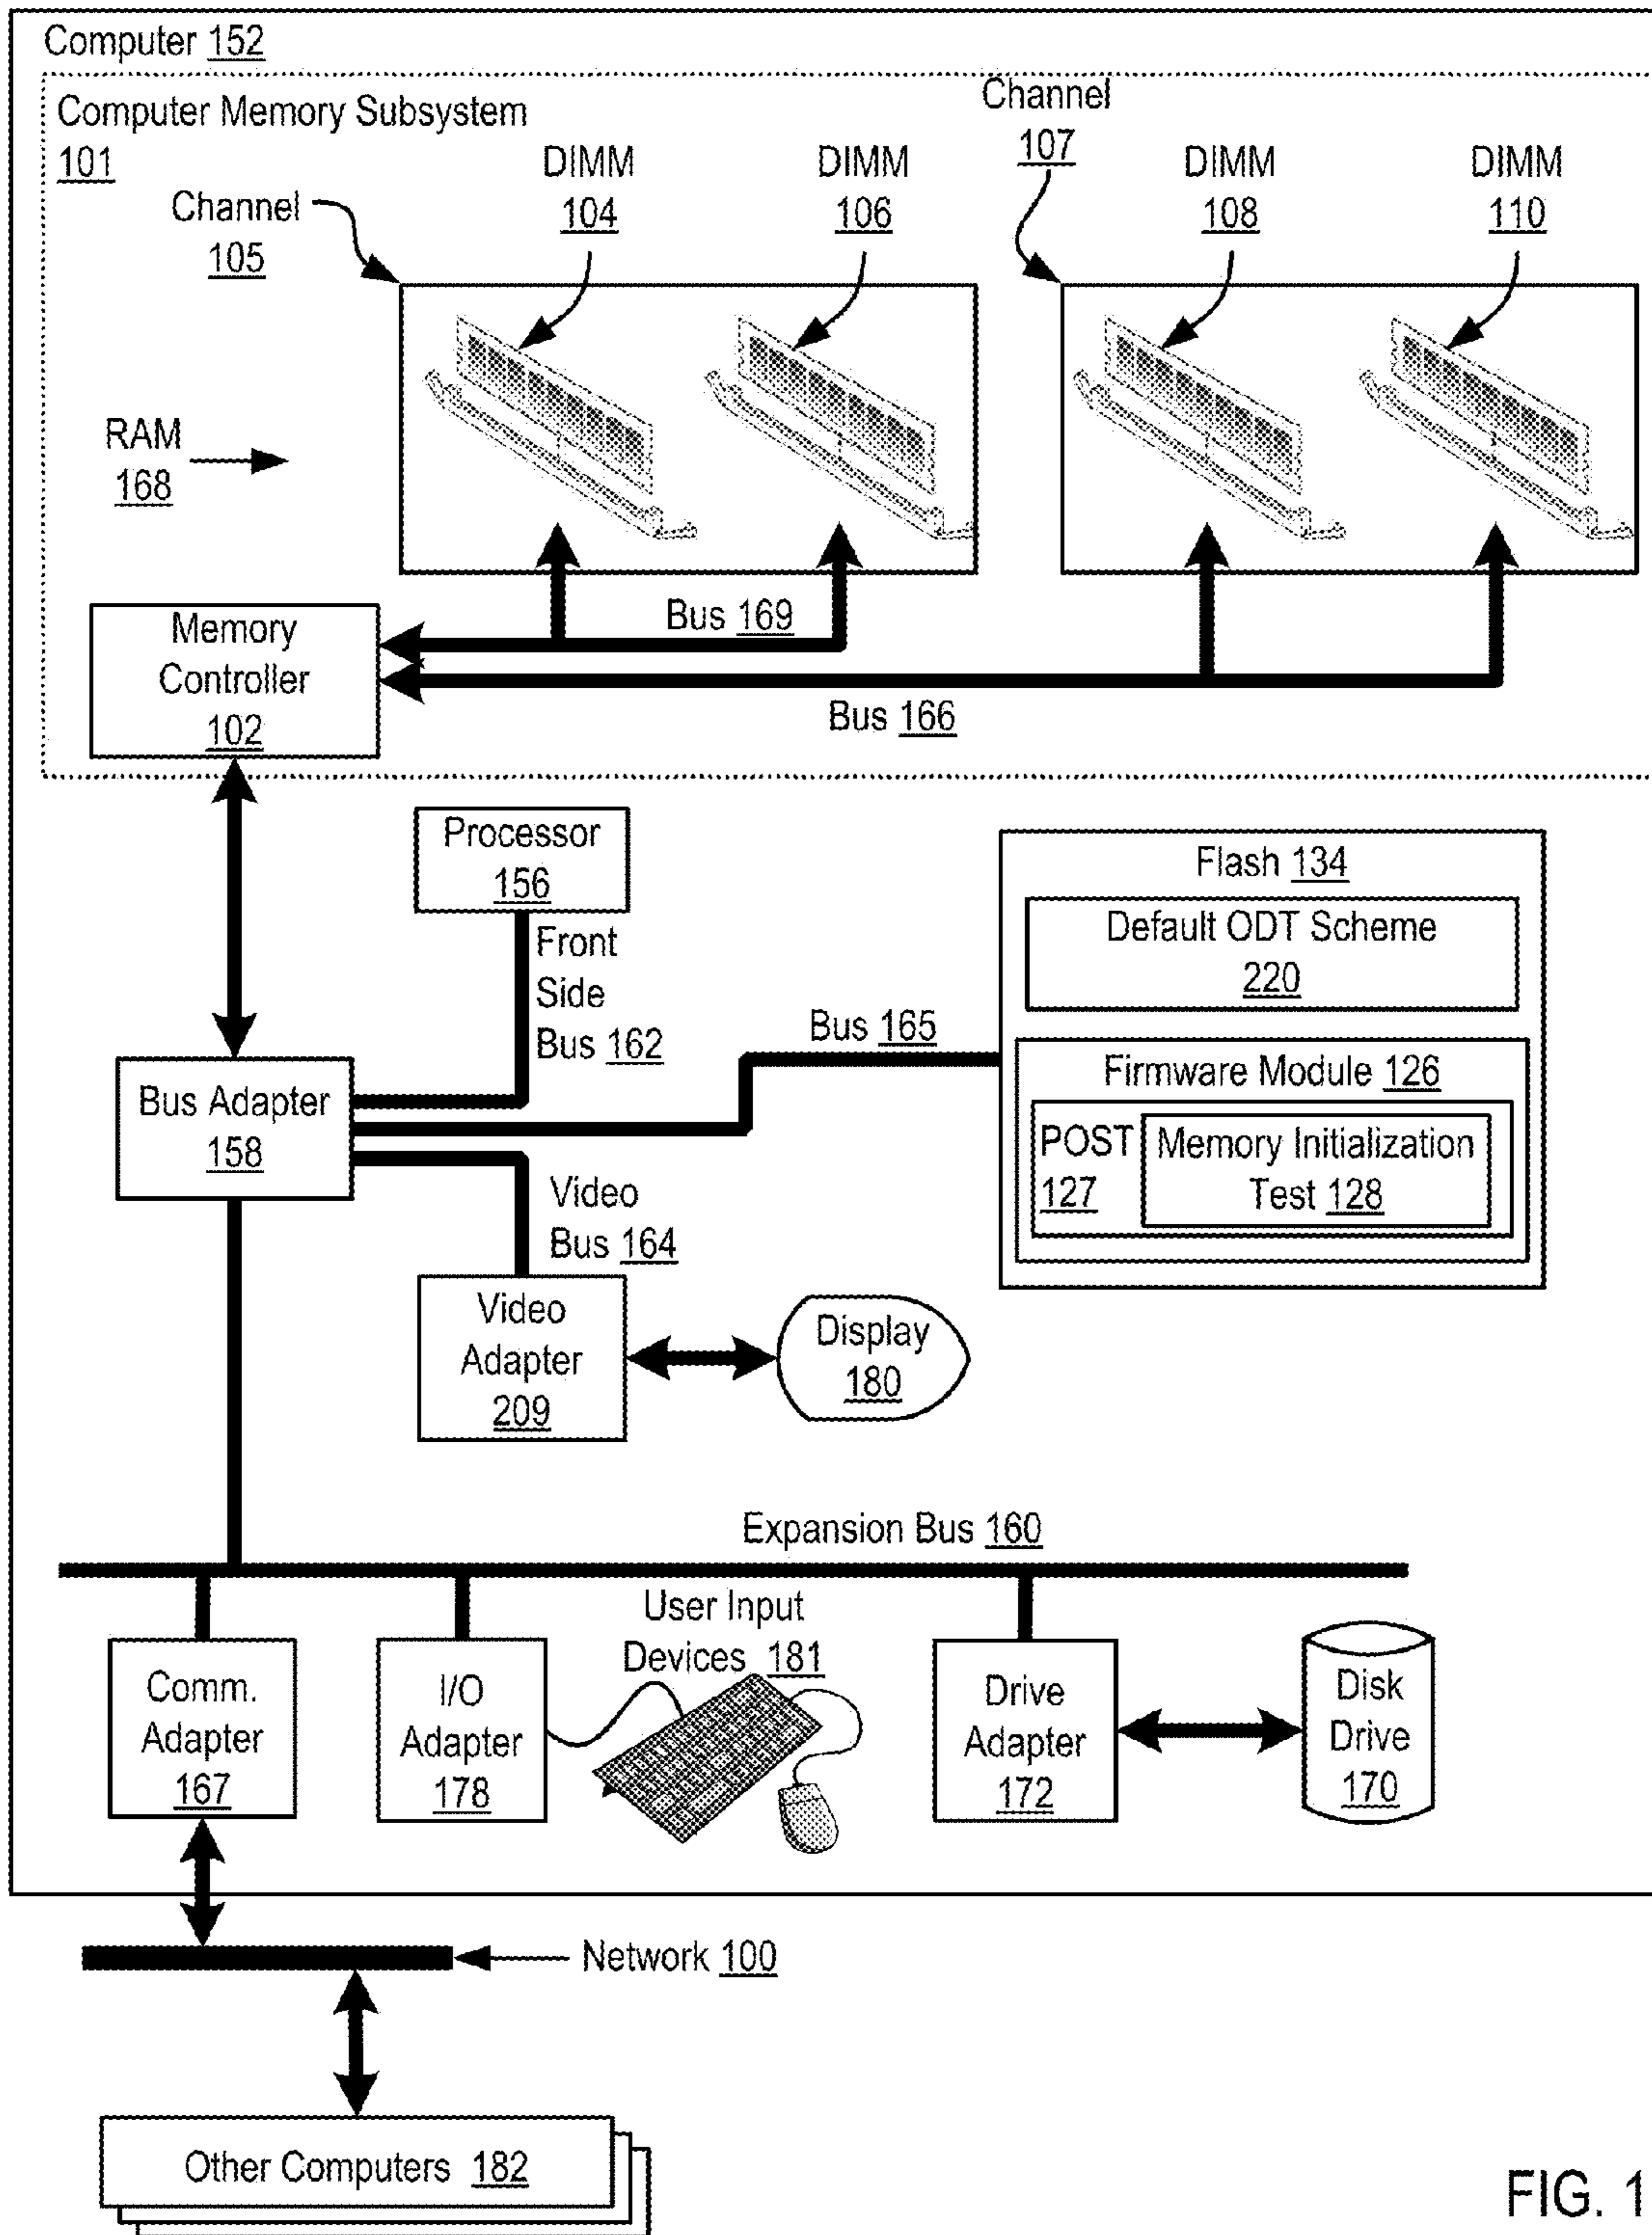 Computer 152
Computer Memory Subsystem
101
Channel
105
DIMM
104
DIMM
106
Channel
107
DIMM
108
DIMM
110
RAM
168
Bus 169
Memory
Controller
102
Bus 166
Processor
156
Front
Side
Bus 162
Flash 134
Default ODT Scheme
220
Bus 165
Firmware Module 126
POST
127
Memory Initialization
Test 128
Bus Adapter
158
Video
Bus 164
Video
Adapter
209
Display
180
Expansion Bus 160
User Input
Devices 181
Comm.
Adapter
167
I/O
Adapter
178
Drive
Adapter
172
Disk
Drive
170
Network 100
Other Computers 182
FIG. 1